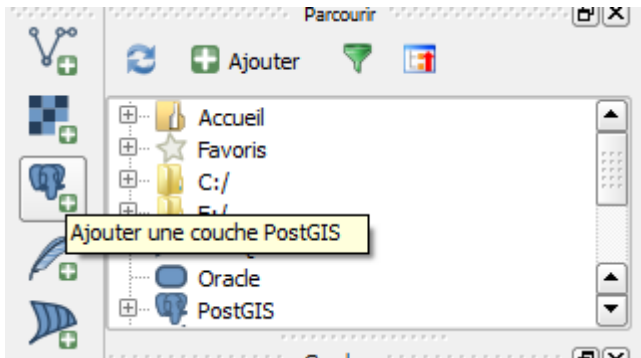 Parcourir
Ajouter
Accueil
Favoris
C:/
Ajouter une couche PostGIS
Oracle
PostGIS